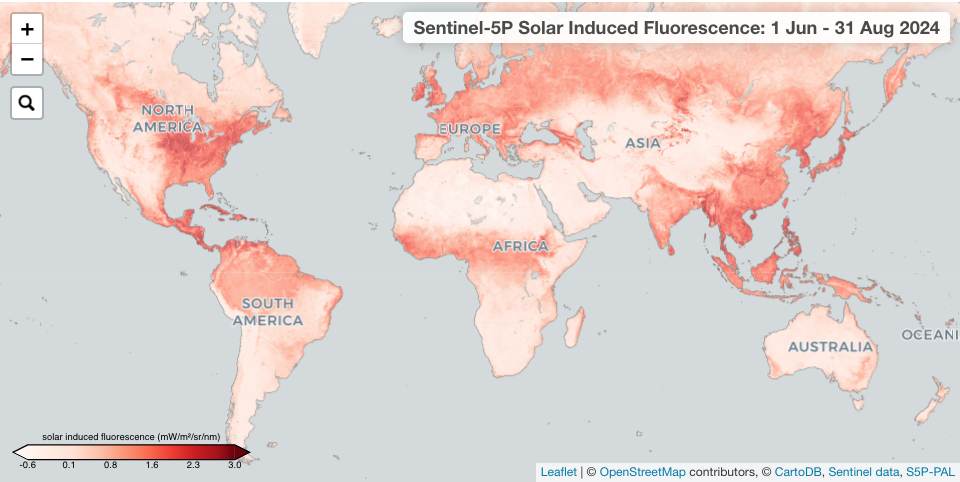 +
Sentinel-5P Solar Induced Fluorescence: 1 Jun - 31 Aug 2024
−
NORTH
AMERICA
EUROPE
ASIA
AFRICA
SOUTH
AMERICA
AUSTRALIA
OCEANI
solar induced fluorescence (mW/m²/sr/nm)
-0.6 0.1 0.8 1.6 2.3 3.0
Leaflet | © OpenStreetMap contributors, © CartoDB, Sentinel data, S5P-PAL